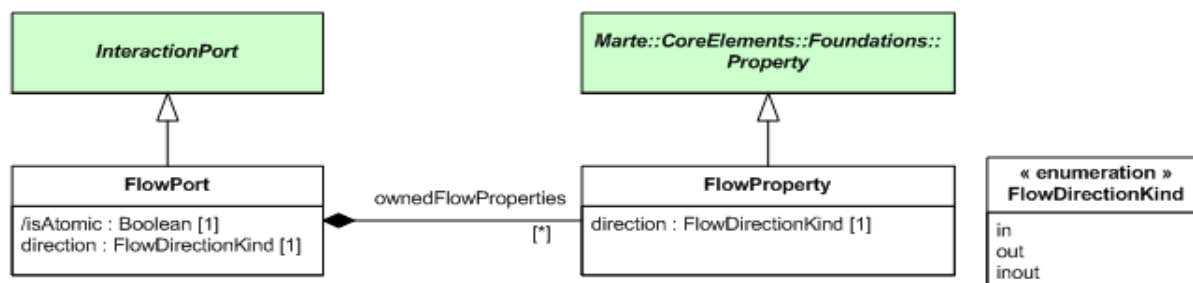 InteractionPort
Marte::CoreElements::Foundations::
Property
FlowPort
/isAtomic : Boolean [1]
direction : FlowDirectionKind [1]
ownedFlowProperties
[*]
FlowProperty
direction : FlowDirectionKind [1]
« enumeration »
FlowDirectionKind
in
out
inout